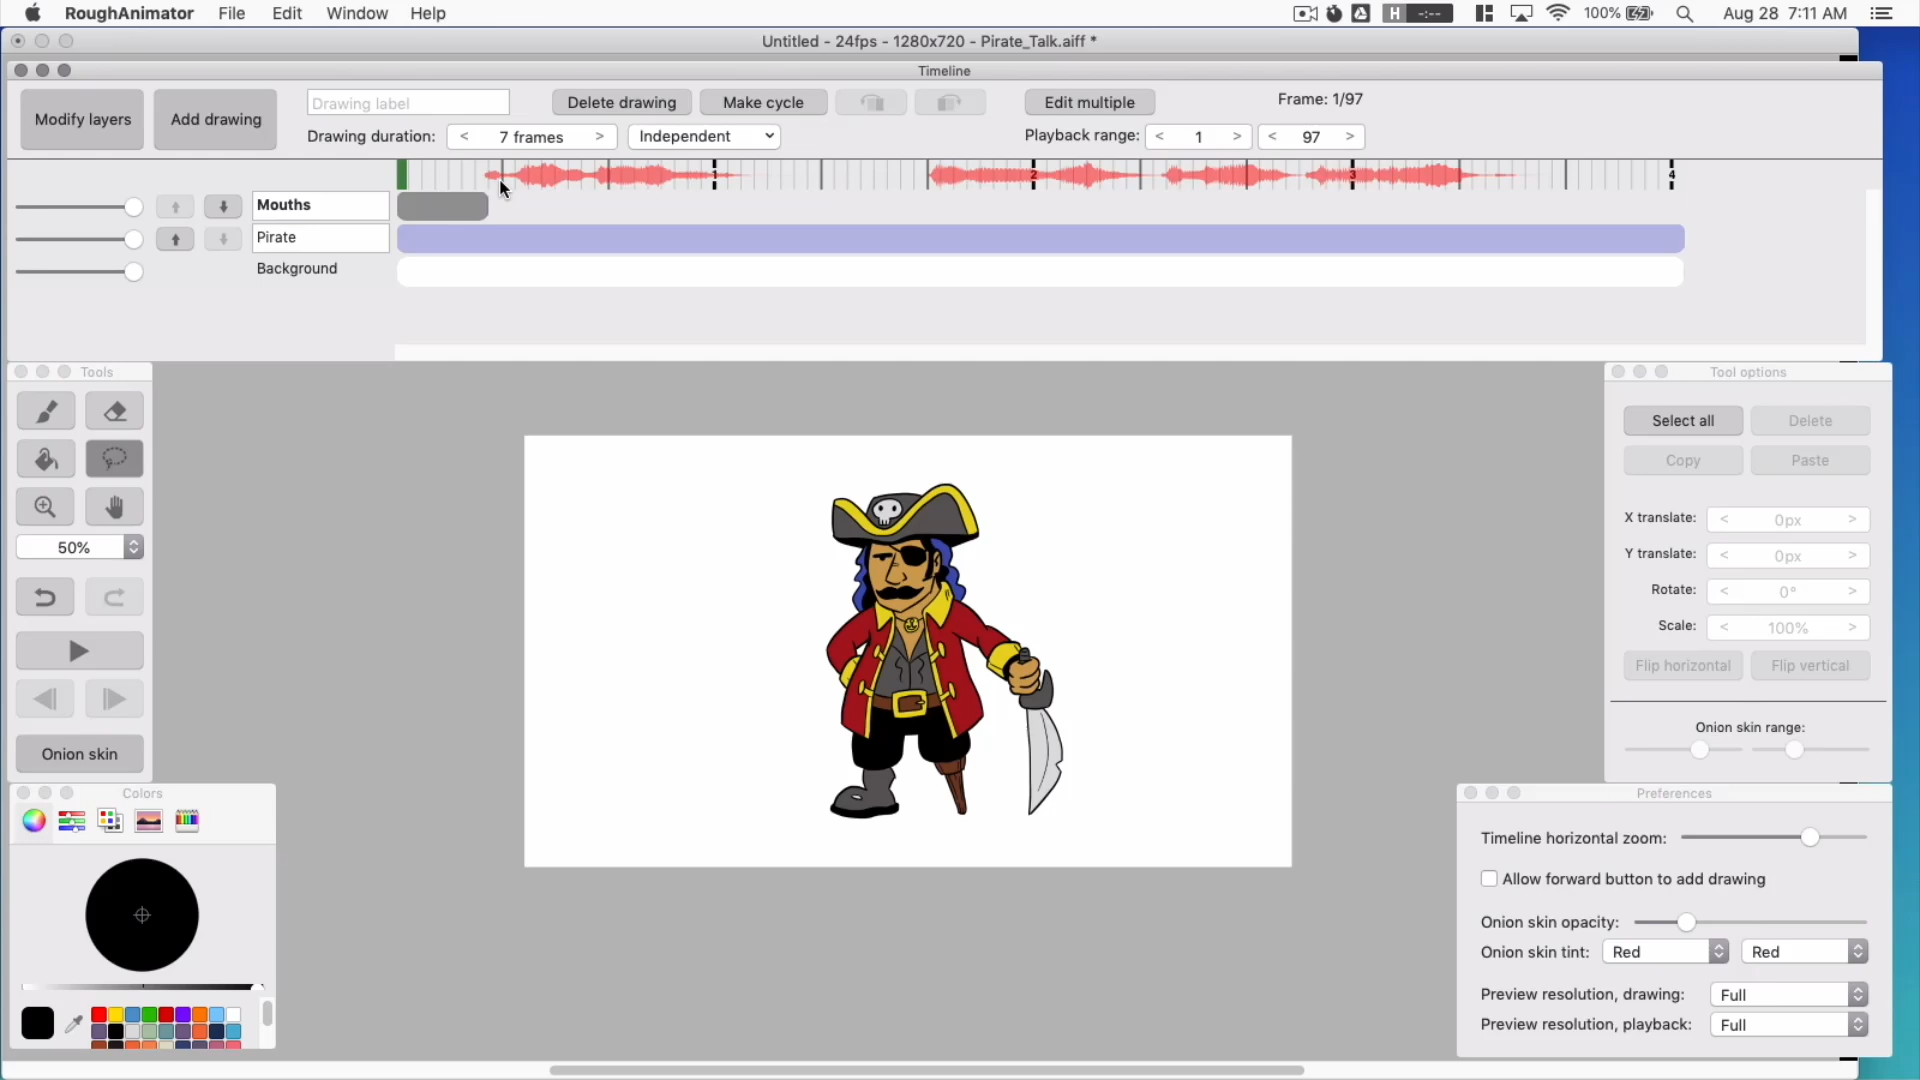 RoughAnimator File Edit Window Help
H -:-- 100% Aug 28 7:11 AM
Untitled - 24fps - 1280x720 - Pirate_Talk.aiff *
Timeline
Modify layers Add drawing Drawing label Delete drawing Make cycle Edit multiple Frame: 1/97
Drawing duration: < 7 frames > Independent Playback range: < 1 > < 97 >
1 2 3 4
Mouths
Pirate
Background
Tools
Tool options
Select all Delete
Copy Paste
X translate: < 0px >
50%
Y translate: < 0px >
Rotate: < 0° >
Scale: < 100% >
Flip horizontal Flip vertical
Onion skin range:
Onion skin
Colors
Preferences
Timeline horizontal zoom:
Allow forward button to add drawing
Onion skin opacity:
Onion skin tint: Red Red
Preview resolution, drawing: Full
Preview resolution, playback: Full